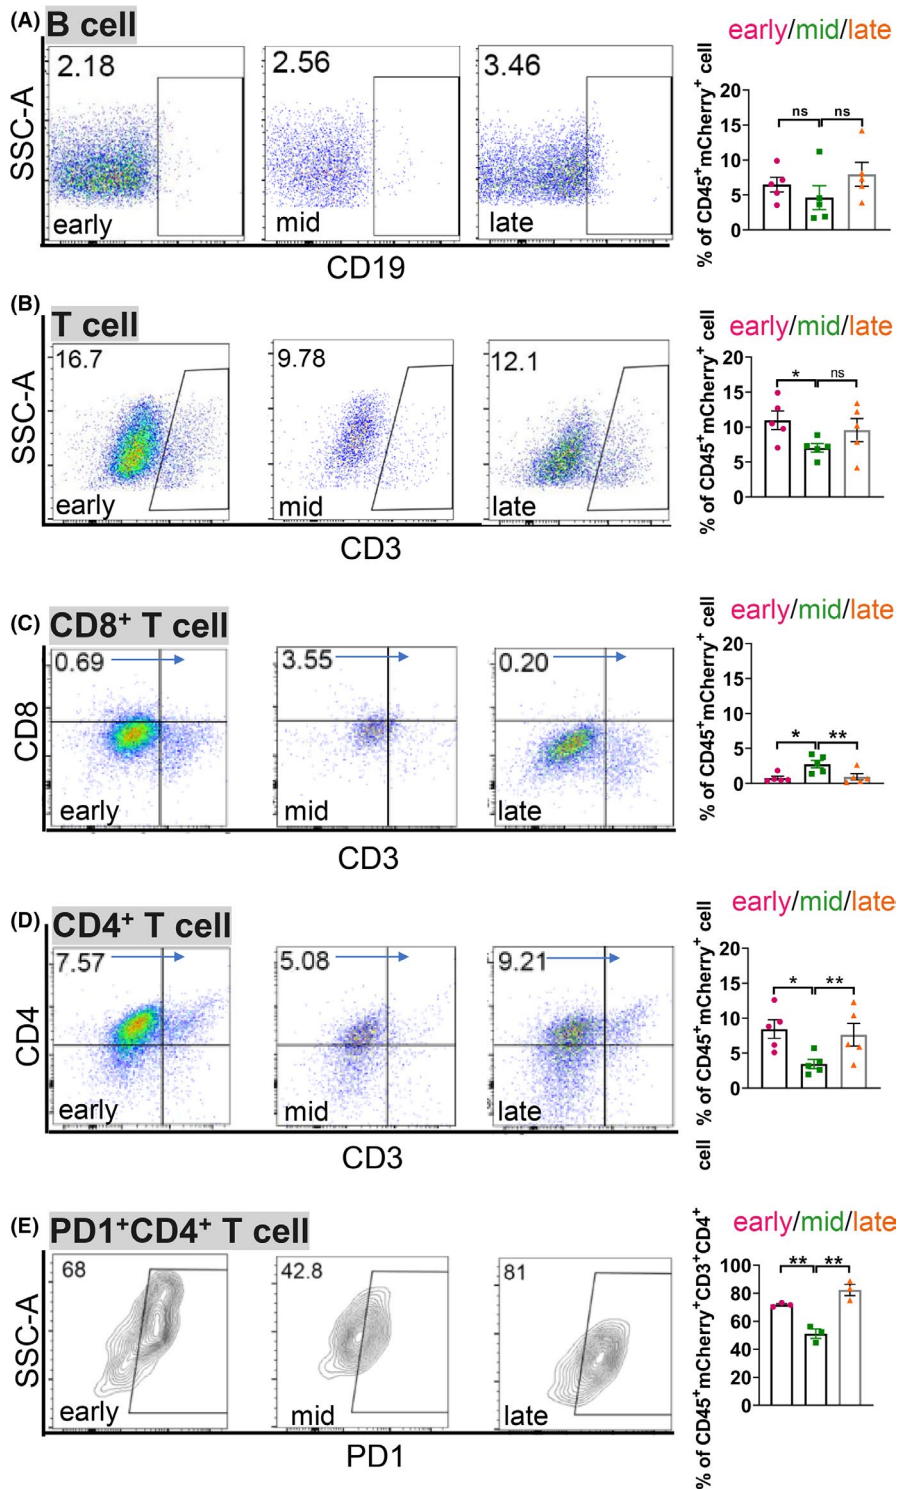 (A) B cell
early/mid/late
2.18
2.56
3.46
SSC-A
early
mid
late
CD19
% of CD45⁺mCherry⁺ cell
20
15
10
5
0
ns
ns
(B) T cell
early/mid/late
16.7
9.78
12.1
SSC-A
early
mid
late
CD3
% of CD45⁺mCherry⁺ cell
20
15
10
5
0
*
ns
(C) CD8⁺ T cell
early/mid/late
0.69
3.55
0.20
CD8
early
mid
late
CD3
% of CD45⁺mCherry⁺ cell
20
15
10
5
0
*
**
(D) CD4⁺ T cell
early/mid/late
7.57
5.08
9.21
CD4
early
mid
late
CD3
% of CD45⁺mCherry⁺ cell
20
15
10
5
0
*
**
(E) PD1⁺CD4⁺ T cell
early/mid/late
68
42.8
81
SSC-A
early
mid
late
PD1
% of CD45⁺mCherry⁺CD3⁺CD4⁺ cell
100
80
60
40
20
0
**
**